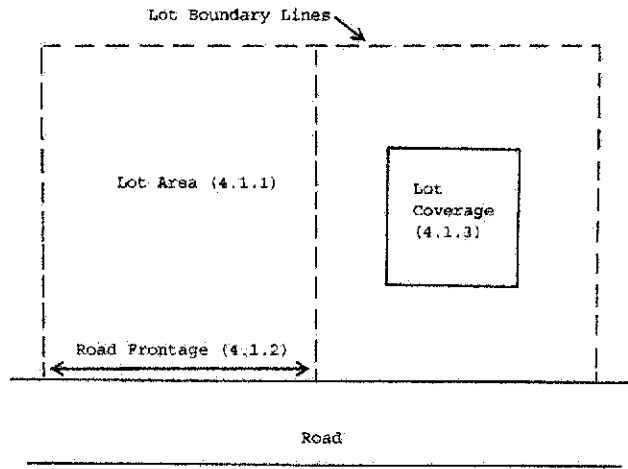 Lot Boundary Lines
Lot Area (4.1.1)
Lot
Coverage
(4.1.3)
Road Frontage (4.1.2)
Road